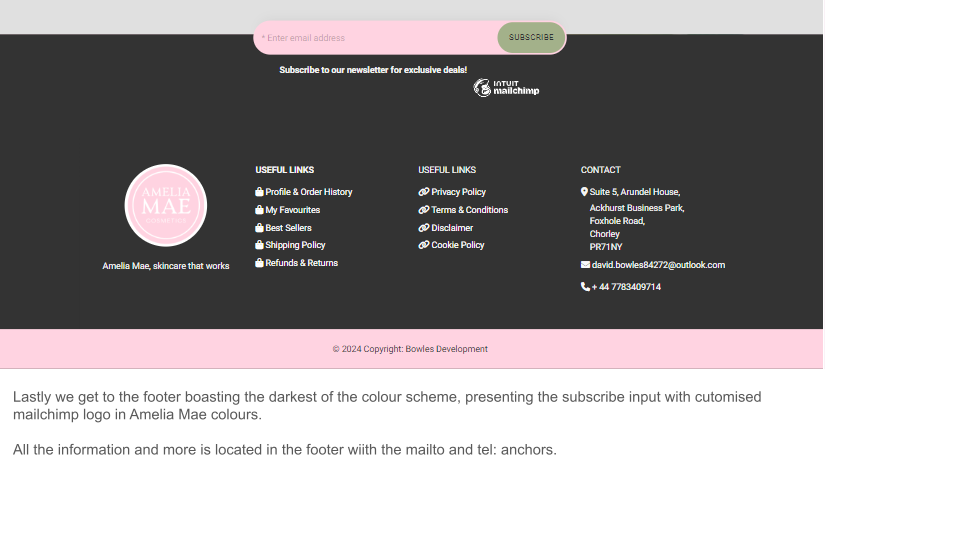 * Enter email address
SUBSCRIBE
Subscribe to our newsletter for exclusive deals!
INTUIT
mailchimp
AMELIA
MAE
COSMETICS
Amelia Mae, skincare that works
USEFUL LINKS
Profile & Order History
My Favourites
Best Sellers
Shipping Policy
Refunds & Returns
USEFUL LINKS
Privacy Policy
Terms & Conditions
Disclaimer
Cookie Policy
CONTACT
Suite 5, Arundel House,
Ackhurst Business Park,
Foxhole Road,
Chorley
PR71NY
david.bowles84272@outlook.com
+ 44 7783409714
© 2024 Copyright: Bowles Development
Lastly we get to the footer boasting the darkest of the colour scheme, presenting the subscribe input with cutomised
mailchimp logo in Amelia Mae colours.
All the information and more is located in the footer wiith the mailto and tel: anchors.